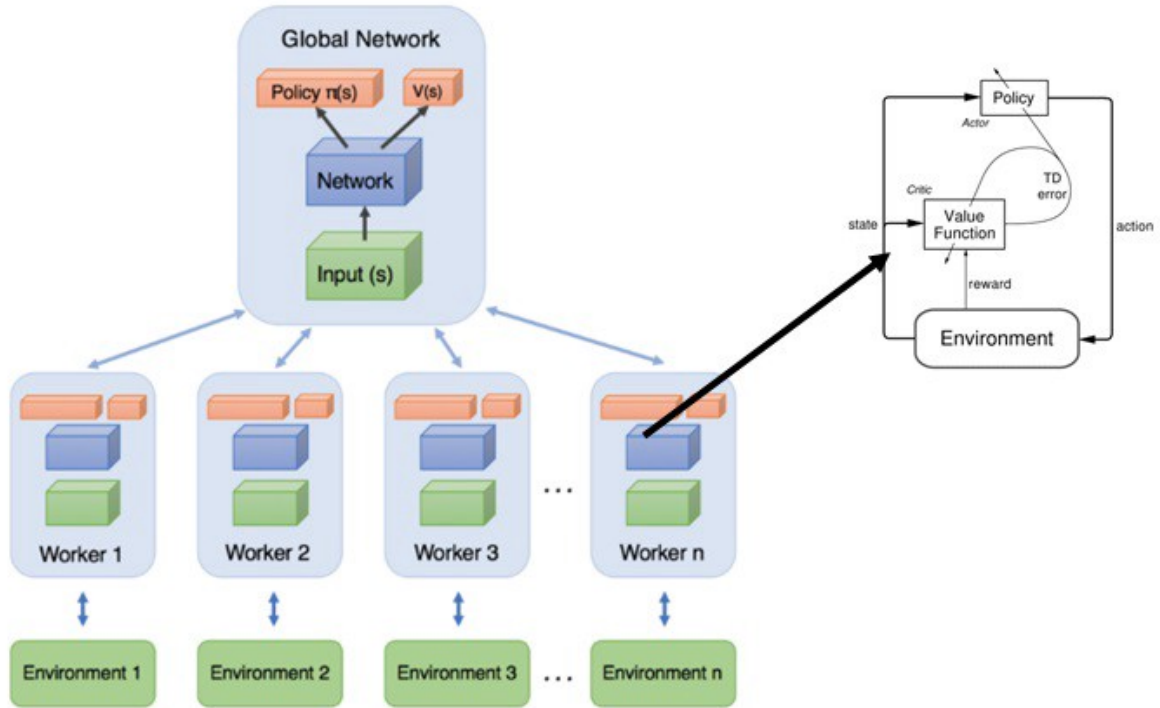 Global Network
Policy π(s)
V(s)
Network
Input (s)
Worker 1
Worker 2
Worker 3
...
Worker n
Environment 1
Environment 2
Environment 3
...
Environment n
Policy
Actor
TD
error
Critic
Value
Function
state
action
reward
Environment